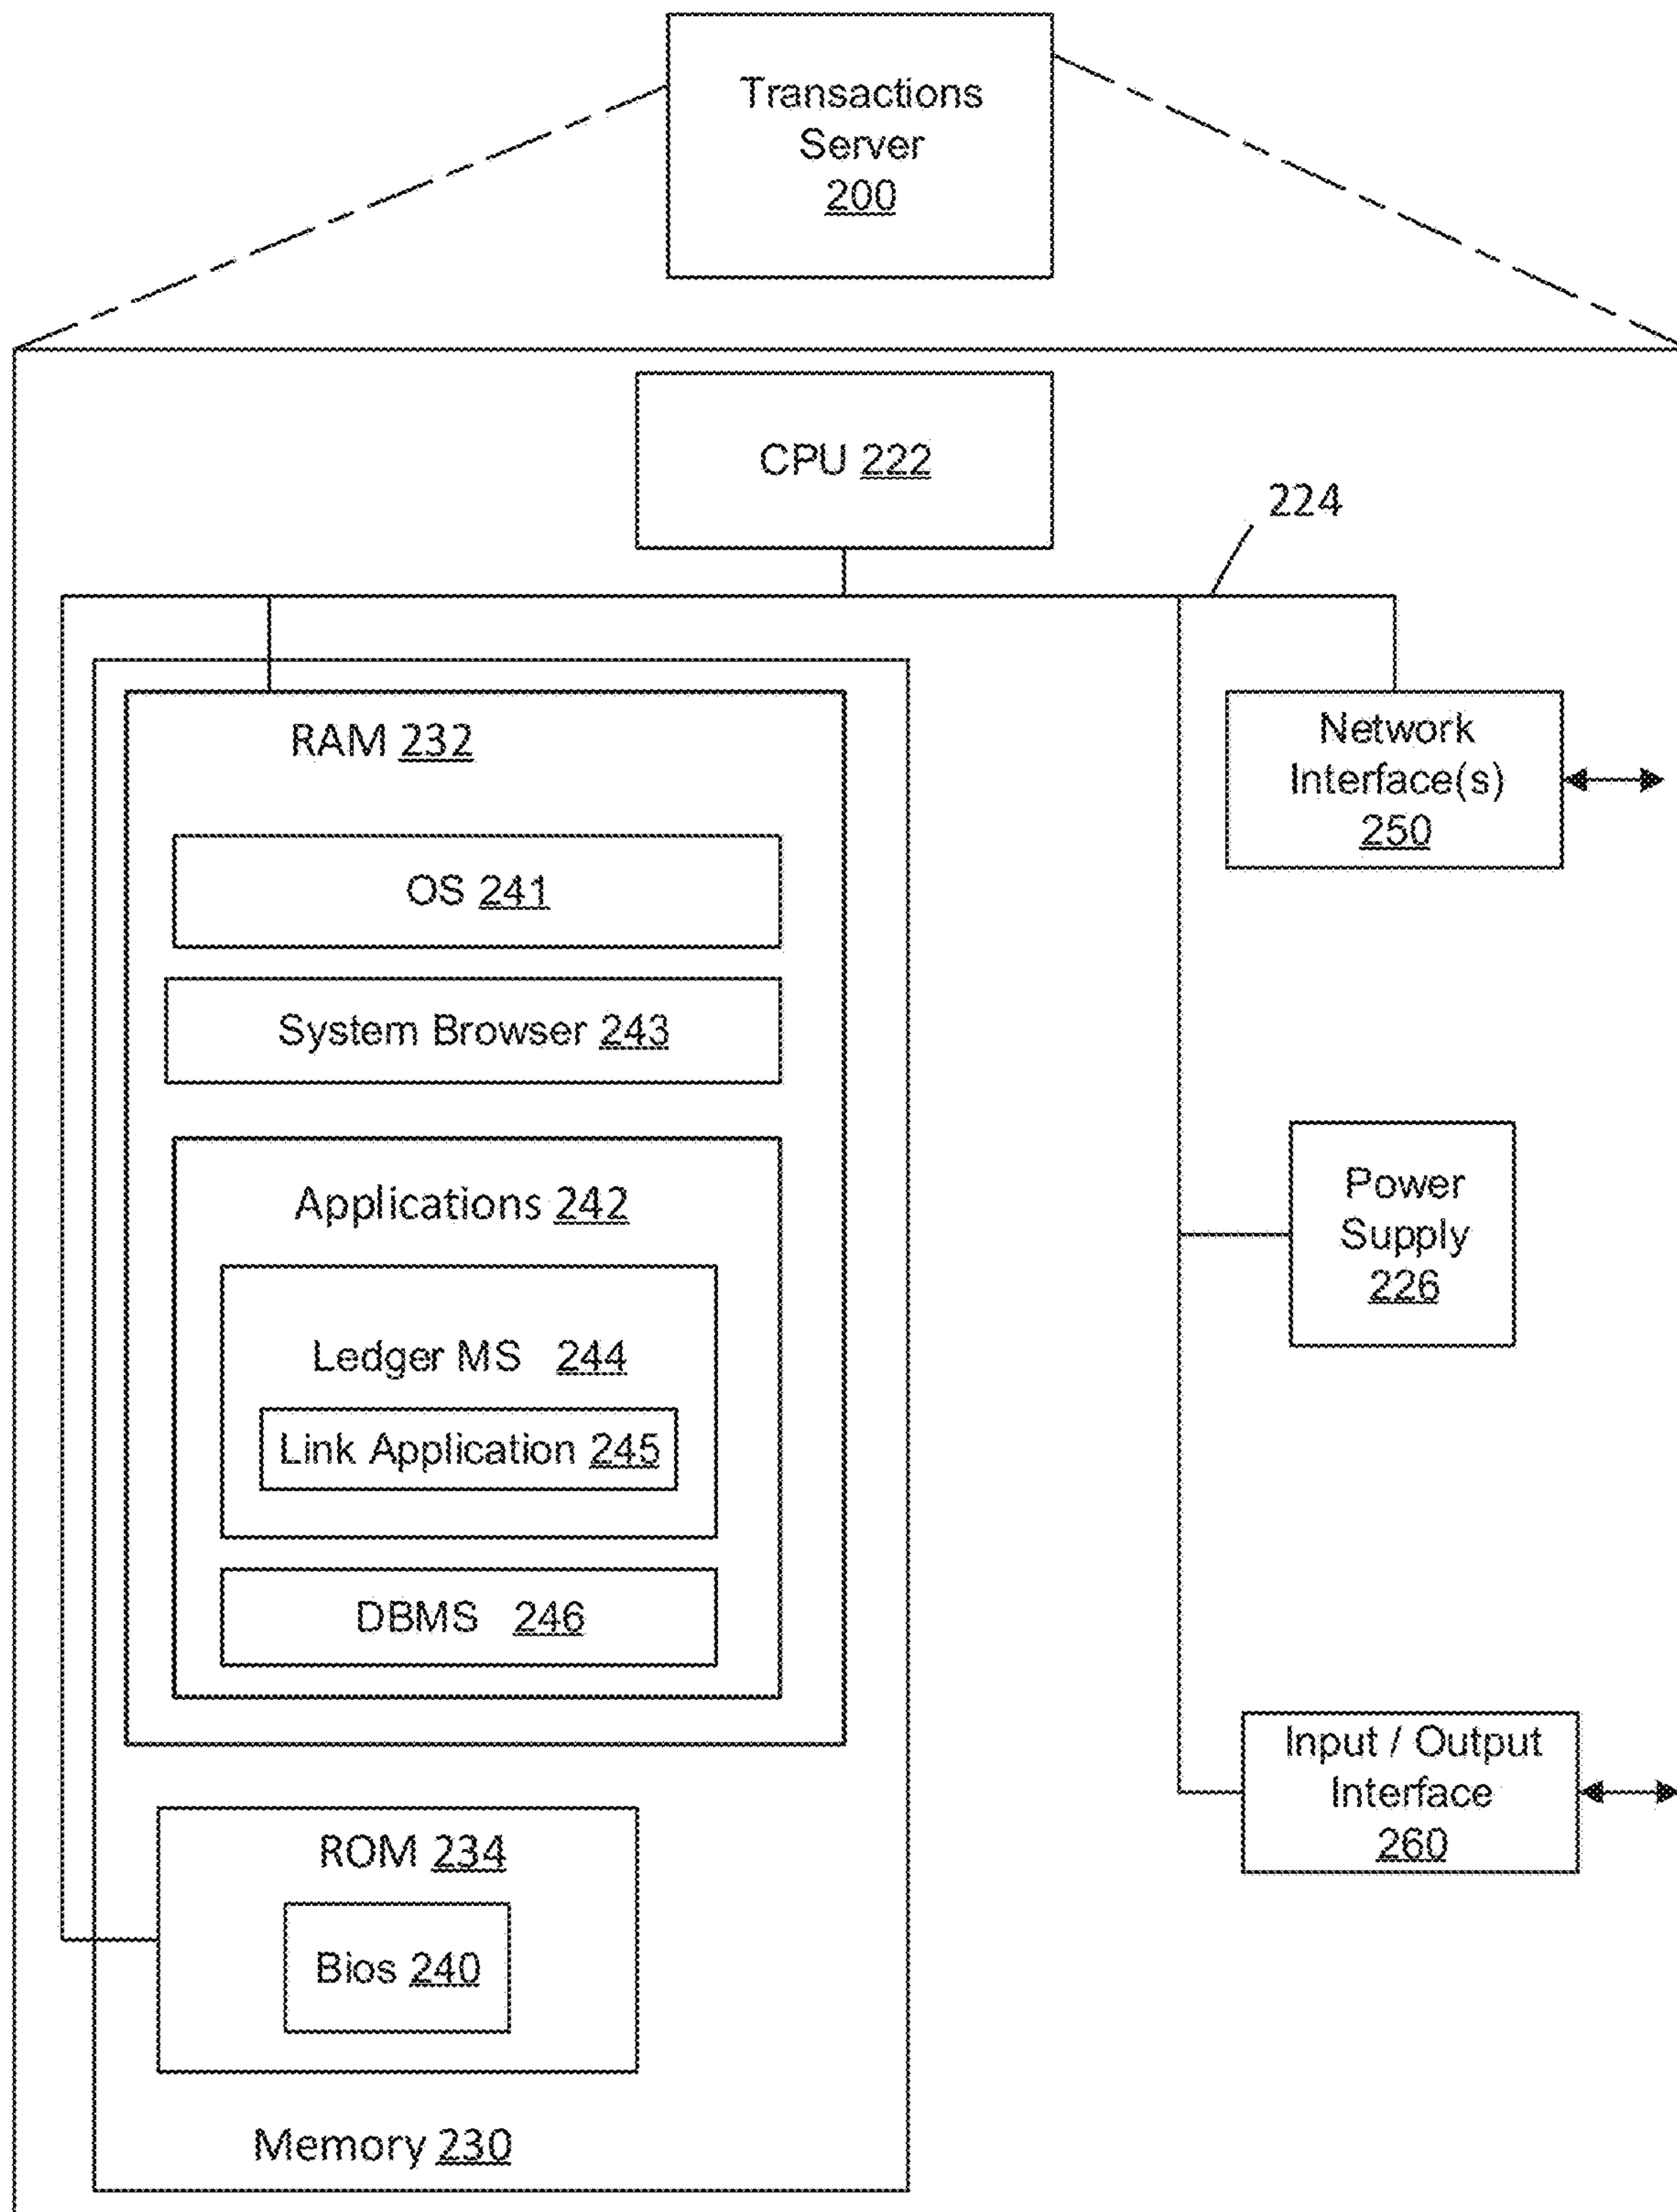 Transactions
Server
200
CPU 222
224
RAM 232
Network
Interface(s)
250
OS 241
System Browser 243
Applications 242
Power
Supply
226
Ledger MS 244
Link Application 245
DBMS 246
Input / Output
Interface
260
ROM 234
Bios 240
Memory 230